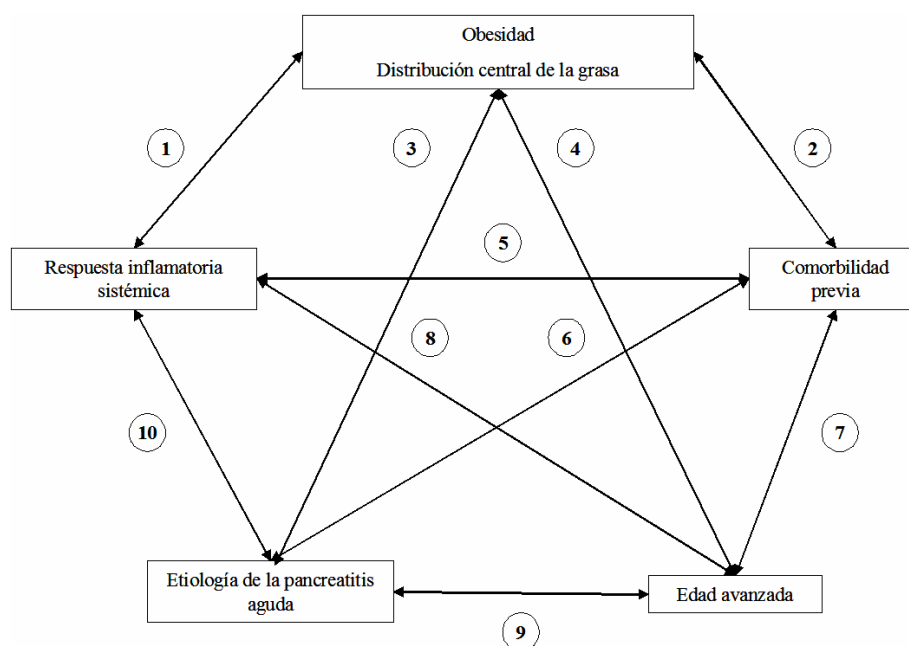 Obesidad
Distribución central de la grasa
1
3
4
2
5
Respuesta inflamatoria
sistémica
Comorbilidad
previa
8
6
10
7
Etiología de la pancreatitis
aguda
Edad avanzada
9